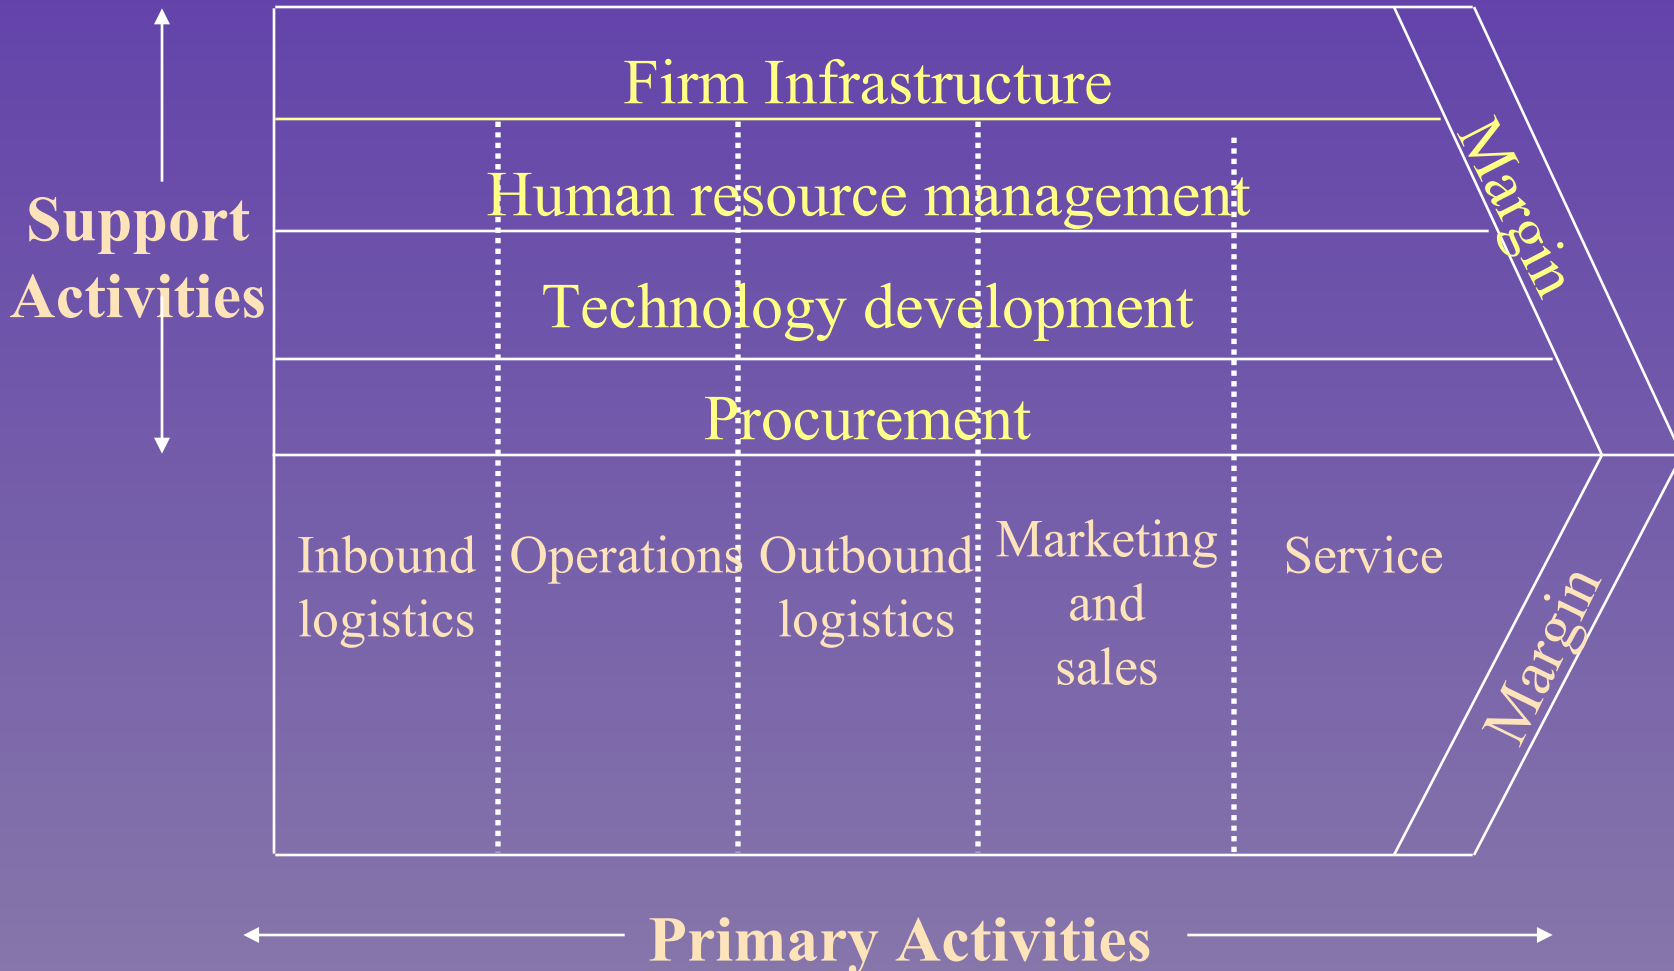 Firm Infrastructure
Human resource management
Technology development
Procurement
Support
Activities
Margin
Inbound
logistics
Operations
Outbound
logistics
Marketing
and
sales
Service
Margin
Primary Activities